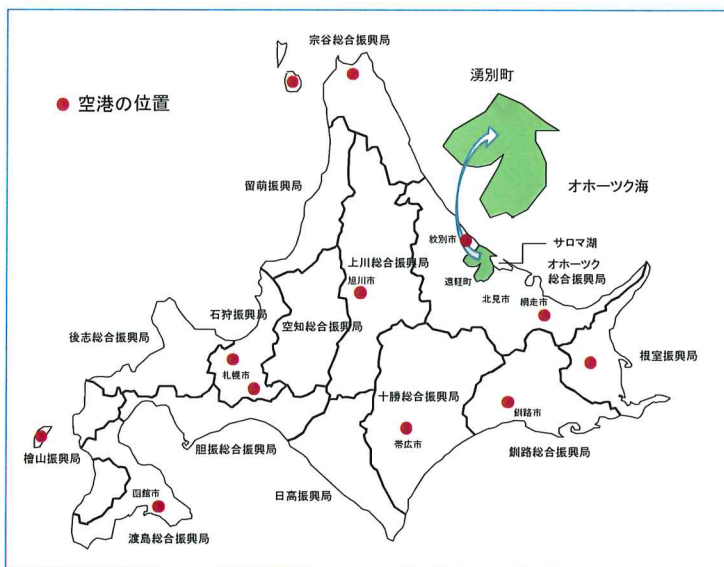 宗谷総合振興局
湧別町
空港の位置
留萌振興局
オホーツク海
紋別市
サロマ湖
上川総合振興局
遠軽町
オホーツク
総合振興局
旭川市
北見市
網走市
石狩振興局
空知総合振興局
後志総合振興局
根室振興局
札幌市
十勝総合振興局
釧路市
帯広市
胆振総合振興局
釧路総合振興局
檜山振興局
日高振興局
函館市
渡島総合振興局